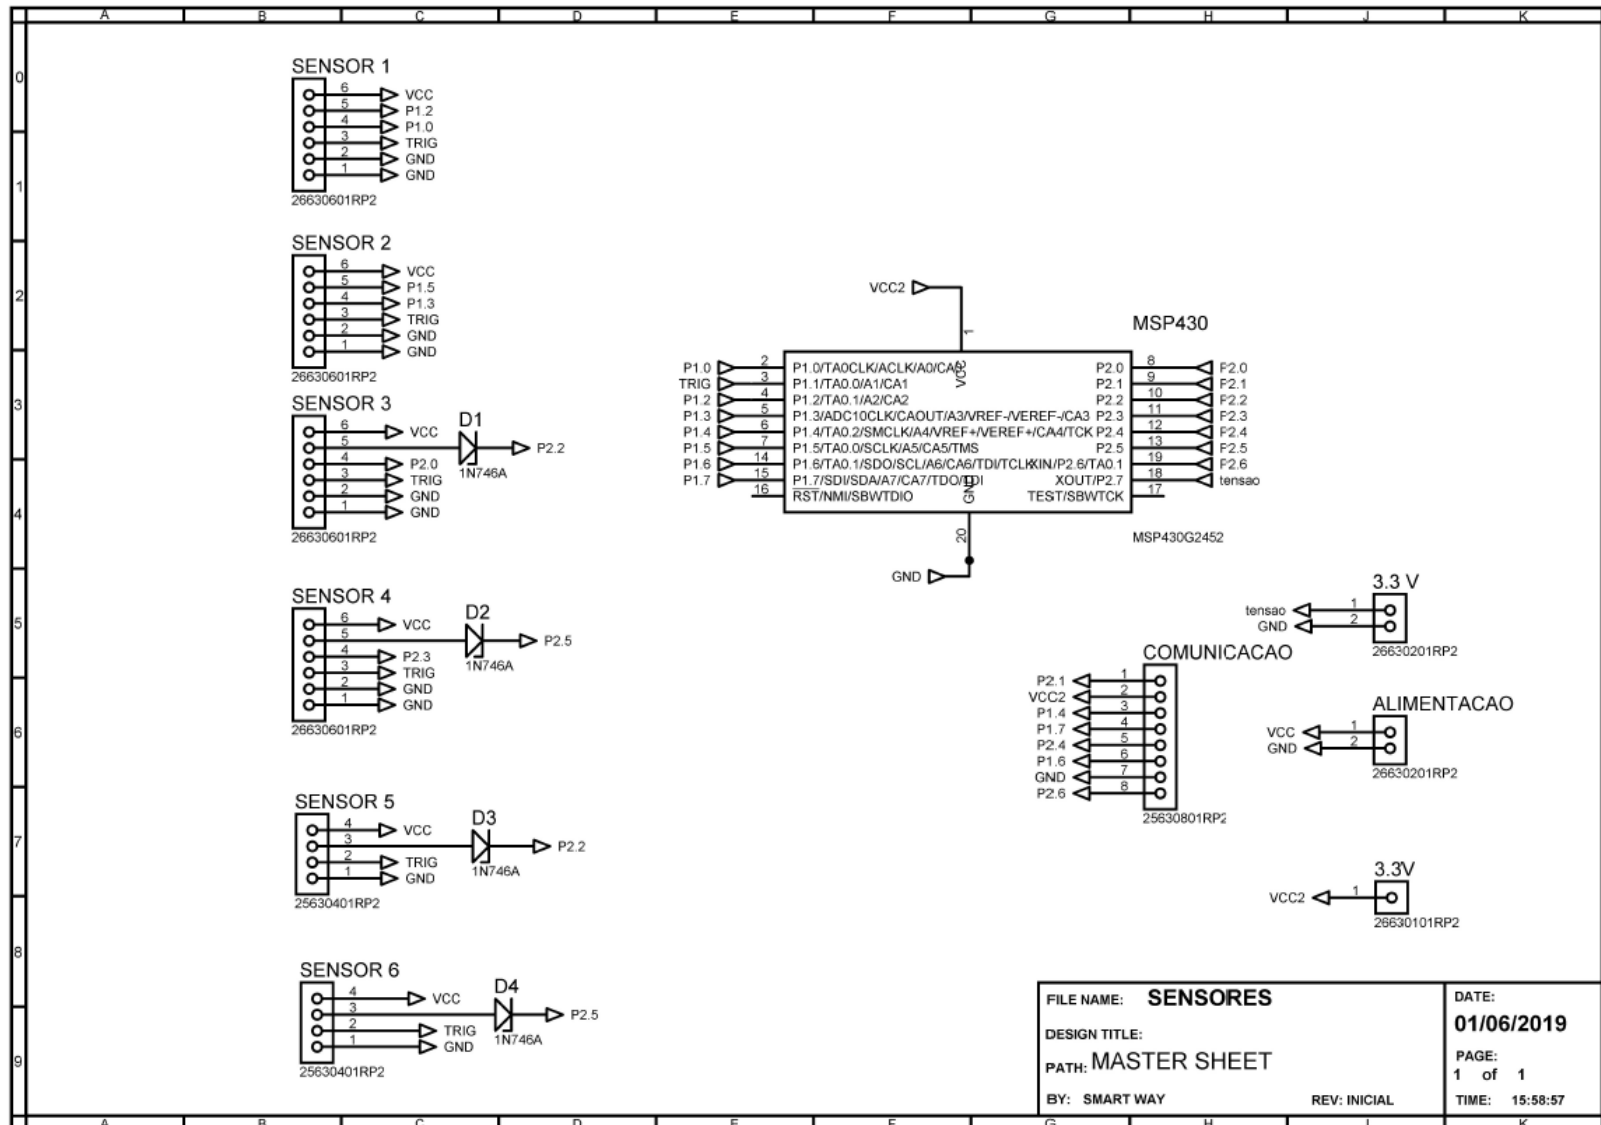 A B C D E F G H J K
0
1
2
3
4
5
6
7
8
9
SENSOR 1
6 VCC
5 P1.2
4 P1.0
3 TRIG
2 GND
1 GND
26630601RP2
SENSOR 2
6 VCC
5 P1.5
4 P1.3
3 TRIG
2 GND
1 GND
26630601RP2
SENSOR 3
D1
6 VCC
5 P2.2
4 P2.0
1N746A
3 TRIG
2 GND
1 GND
26630601RP2
SENSOR 4
D2
6 VCC
5 P2.5
4 P2.3
1N746A
3 TRIG
2 GND
1 GND
26630601RP2
SENSOR 5
D3
4 VCC
3 P2.2
2 TRIG
1N746A
1 GND
25630401RP2
SENSOR 6
D4
4 VCC
3 P2.5
2 TRIG
1N746A
1 GND
25630401RP2
VCC2
1
MSP430
VCC
P1.0 2 P1.0/TA0CLK/ACLK/A0/CA0 P2.0 8 P2.0
TRIG 3 P1.1/TA0.0/A1/CA1 P2.1 9 P2.1
P1.2 4 P1.2/TA0.1/A2/CA2 P2.2 10 P2.2
P1.3 5 P1.3/ADC10CLK/CAOUT/A3/VREF-/VEREF-/CA3 P2.3 11 P2.3
P1.4 6 P1.4/TA0.2/SMCLK/A4/VREF+/VEREF+/CA4/TCK P2.4 12 P2.4
P1.5 7 P1.5/TA0.0/SCLK/A5/CA5/TMS P2.5 13 P2.5
P1.6 14 P1.6/TA0.1/SDO/SCL/A6/CA6/TDI/TCLK XIN/P2.6/TA0.1 19 P2.6
P1.7 15 P1.7/SDI/SDA/A7/CA7/TDO/TDI XOUT/P2.7 18 tensao
16 RST/NMI/SBWTDIO TEST/SBWTCK 17
GND
20
MSP430G2452
GND
3.3 V
tensao 1
GND 2
26630201RP2
COMUNICACAO
P2.1 1
VCC2 2
P1.4 3
P1.7 4
P2.4 5
P1.6 6
GND 7
P2.6 8
25630801RP2
ALIMENTACAO
VCC 1
GND 2
26630201RP2
3.3V
VCC2 1
26630101RP2
FILE NAME: SENSORES
DESIGN TITLE:
PATH: MASTER SHEET
BY: SMART WAY REV: INICIAL
DATE:
01/06/2019
PAGE:
1 of 1
TIME: 15:58:57
A B C D E F G H J K